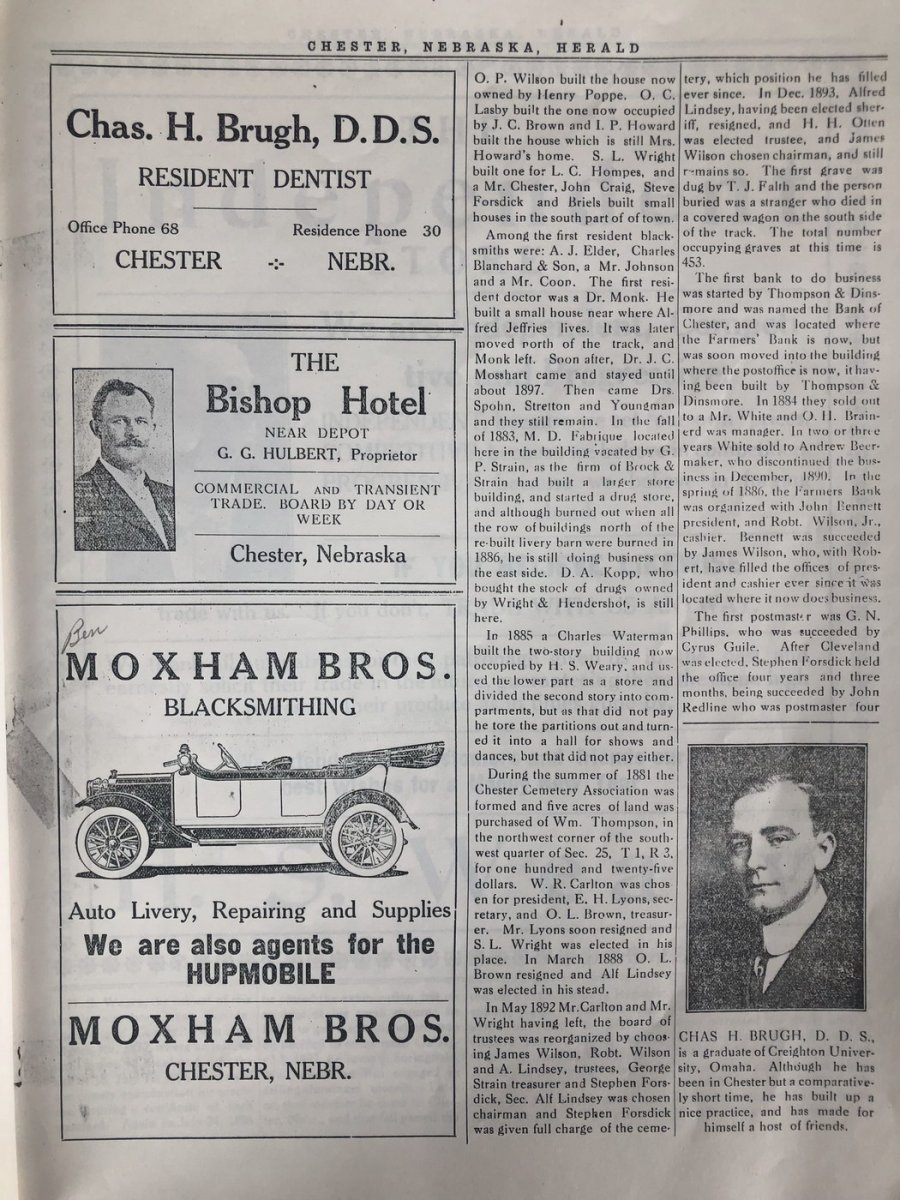 CHESTER, NEBRASKA, HERALD
Chas. H. Brugh, D.D.S.
RESIDENT DENTIST
Office Phone 68 Residence Phone 30
CHESTER -:- NEBR.
THE
Bishop Hotel
NEAR DEPOT
G. G. HULBERT, Proprietor
COMMERCIAL AND TRANSIENT
TRADE. BOARD BY DAY OR
WEEK
Chester, Nebraska
Ben
MOXHAM BROS.
BLACKSMITHING
Auto Livery, Repairing and Supplies
We are also agents for the
HUPMOBILE
MOXHAM BROS.
CHESTER, NEBR.
O. P. Wilson built the house now
owned by Henry Poppe. O. C.
Lasby built the one now occupied
by J. C. Brown and I. P. Howard
built the house which is still Mrs.
Howard's home. S. L. Wright
built one for L. C. Hompes, and
a Mr. Chester, John Craig, Steve
Forsdick and Briels built small
houses in the south part of of town.
Among the first resident black-
smiths were: A. J. Elder, Charles
Blanchard & Son, a Mr. Johnson
and a Mr. Coon. The first resi-
dent doctor was a Dr. Monk. He
built a small house near where Al-
fred Jeffries lives. It was later
moved north of the track, and
Monk left. Soon after, Dr. J. C.
Mosshart came and stayed until
about 1897. Then came Drs.
Spohn, Stretton and Youngman
and they still remain. In the fall
of 1883, M. D. Fabrique located
here in the building vacated by G.
P. Strain, as the firm of Brock &
Strain had built a larger store
building, and started a drug store,
and although burned out when all
the row of buildings north of the
re-built livery barn were burned in
1886, he is still doing business on
the east side. D. A. Kopp, who
bought the stock of drugs owned
by Wright & Hendershot, is still
here.
In 1885 a Charles Waterman
built the two-story building now
occupied by H. S. Weary, and us-
ed the lower part as a store and
divided the second story into com-
partments, but as that did not pay
he tore the partitions out and turn-
ed it into a hall for shows and
dances, but that did not pay either.
During the summer of 1881 the
Chester Cemetery Association was
formed and five acres of land was
purchased of Wm. Thompson, in
the northwest corner of the south-
west quarter of Sec. 25, T 1, R 3,
for one hundred and twenty-five
dollars. W. R. Carlton was chos
en for president, E. H. Lyons, sec-
retary, and O. L. Brown, treasur-
er. Mr. Lyons soon resigned and
S. L. Wright was elected in his
place. In March 1888 O. L.
Brown resigned and Alf Lindsey
was elected in his stead.
In May 1892 Mr. Carlton and Mr.
Wright having left, the board of
trustees was reorganized by choos-
ing James Wilson, Robt. Wilson
and A. Lindsey, trustees, George
Strain treasurer and Stephen Fors-
dick, Sec. Alf Lindsey was chosen
chairman and Stephen Forsdick
was given full charge of the ceme-
tery, which position he has filled
ever since. In Dec. 1893, Alfred
Lindsey, having been elected sher-
iff, resigned, and H. H. Otten
was elected trustee, and James
Wilson chosen chairman, and still
remains so. The first grave was
dug by T. J. Falth and the person
buried was a stranger who died in
a covered wagon on the south side
of the track. The total number
occupying graves at this time is
453.
The first bank to do business
was started by Thompson & Dins-
more and was named the Bank of
Chester, and was located where
the Farmers' Bank is now, but
was soon moved into the building
where the postoffice is now, it hav-
ing been built by Thompson &
Dinsmore. In 1884 they sold out
to a Mr. White and O. H. Brain-
erd was manager. In two or three
years White sold to Andrew Beer-
maker, who discontinued the bus-
iness in December, 1890. In the
spring of 1886, the Farmers Bank
was organized with John Bennett
president, and Robt. Wilson, Jr.,
cashier. Bennett was succeeded
by James Wilson, who, with Rob-
ert, have filled the offices of pres-
ident and cashier ever since it was
located where it now does business.
The first postmaster was G. N.
Phillips, who was succeeded by
Cyrus Guile. After Cleveland
was elected, Stephen Forsdick held
the office four years and three
months, being succeeded by John
Redline who was postmaster four
CHAS H. BRUGH, D. D. S.,
is a graduate of Creighton Univer-
sity, Omaha. Although he has
been in Chester but a comparative-
ly short time, he has built up a
nice practice, and has made for
himself a host of friends.